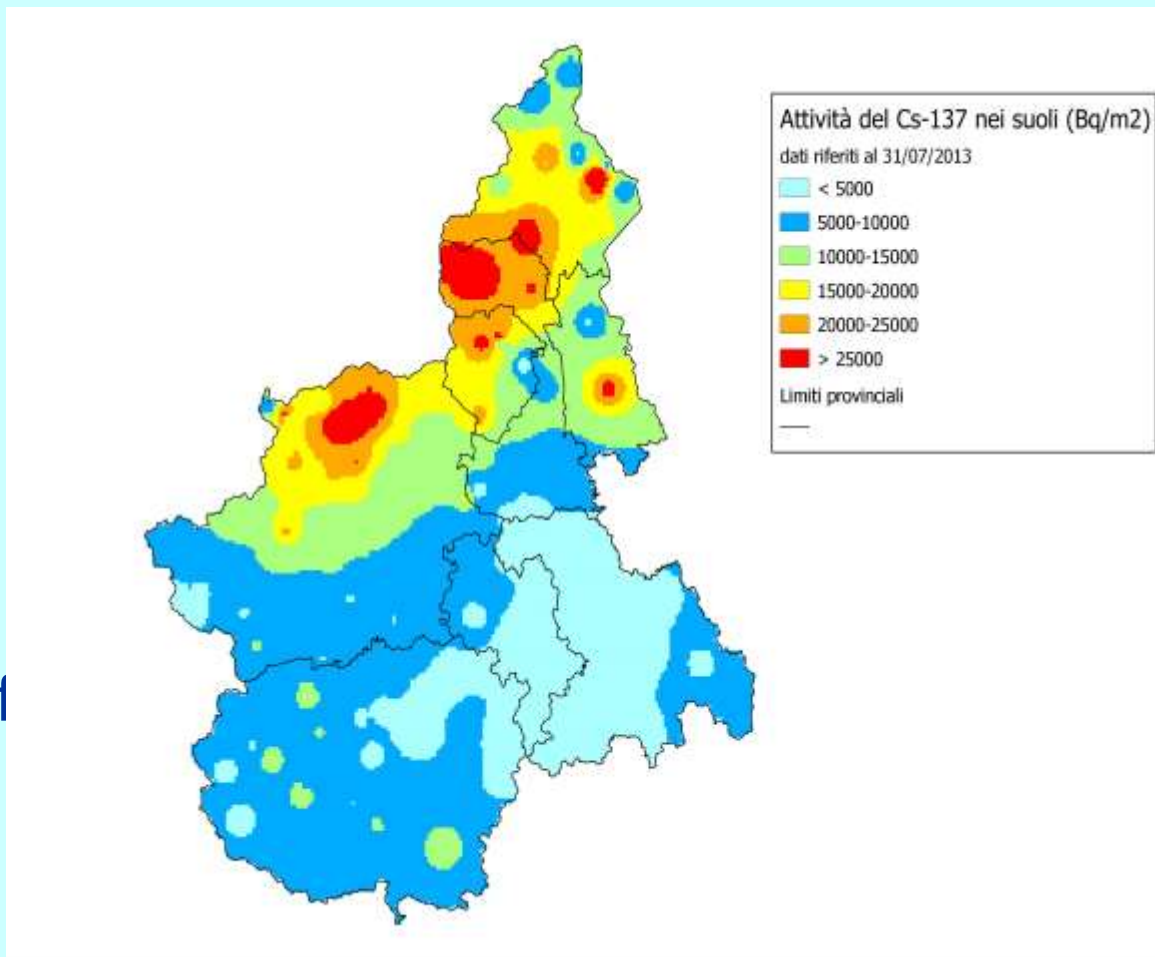 Attività del Cs-137 nei suoli (Bq/m2)
dati riferiti al 31/07/2013
< 5000
5000-10000
10000-15000
15000-20000
20000-25000
> 25000
Limiti provinciali
f